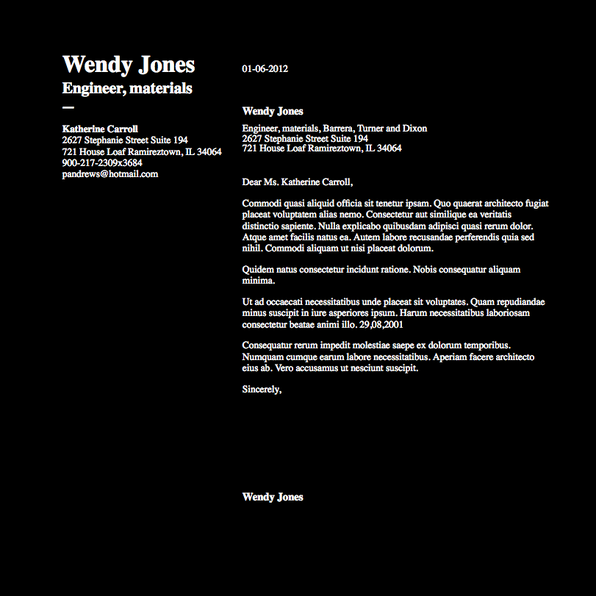 Wendy Jones
Engineer, materials
—
Katherine Carroll
2627 Stephanie Street Suite 194
721 House Loaf Ramireztown, IL 34064
900-217-2309x3684
pandrews@hotmail.com
01-06-2012
Wendy Jones
Engineer, materials, Barrera, Turner and Dixon
2627 Stephanie Street Suite 194
721 House Loaf Ramireztown, IL 34064
Dear Ms. Katherine Carroll,
Commodi quasi aliquid officia sit tenetur ipsam. Quo quaerat architecto fugiat
placeat voluptatem alias nemo. Consectetur aut similique ea veritatis
distinctio sapiente. Nulla explicabo quibusdam adipisci quasi rerum dolor.
Atque amet facilis natus ea. Autem labore recusandae perferendis quia sed
nihil. Commodi aliquam ut nisi placeat dolorum.
Quidem natus consectetur incidunt ratione. Nobis consequatur aliquam
minima.
Ut ad occaecati necessitatibus unde placeat sit voluptates. Quam repudiandae
minus suscipit in iure asperiores ipsum. Harum necessitatibus laboriosam
consectetur beatae animi illo. 29,08,2001
Consequatur rerum impedit molestiae saepe ex dolorum temporibus.
Numquam cumque earum labore necessitatibus. Aperiam facere architecto
eius ab. Vero accusamus ut nesciunt suscipit.
Sincerely,
Wendy Jones